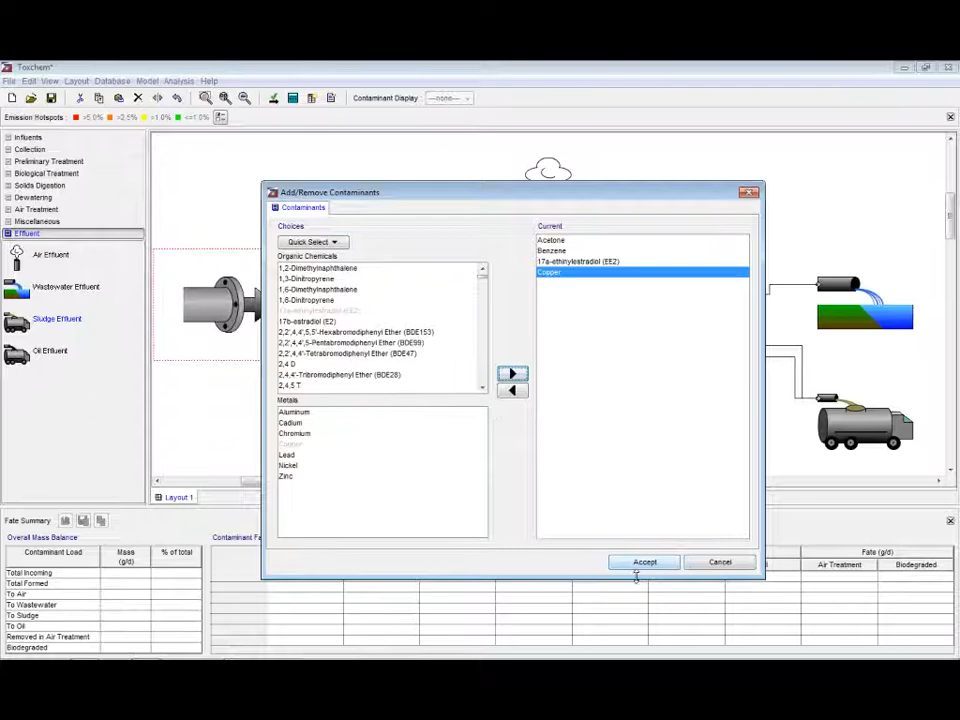 Toxchem*
File Edit View Layout Database Model Analysis Help
Contaminant Display : ---none---
Emission Hotspots : >5.0% >2.5% >1.0% <=1.0%
Influents
Collection
Preliminary Treatment
Biological Treatment
Solids Digestion
Dewatering
Air Treatment
Miscellaneous
Effluent
Air Effluent
Wastewater Effluent
Sludge Effluent
Oil Effluent
Add/Remove Contaminants
Contaminants
Choices
Quick Select
Organic Chemicals
1,2-Dimethylnaphthalene
1,3-Dinitropyrene
1,6-Dimethylnaphthalene
1,6-Dinitropyrene
17a-ethinylestradiol (EE2)
17b-estradiol (E2)
2,2',4,4',5,5'-Hexabromodiphenyl Ether (BDE153)
2,2',4,4',5-Pentabromodiphenyl Ether (BDE99)
2,2',4,4'-Tetrabromodiphenyl Ether (BDE47)
2,4 D
2,4,4'-Tribromodiphenyl Ether (BDE28)
2,4,5 T
Metals
Aluminum
Cadium
Chromium
Copper
Lead
Nickel
Zinc
Current
Acetone
Benzene
17a-ethinylestradiol (EE2)
Copper
Accept Cancel
Layout 1
Fate Summary
Overall Mass Balance
Contaminant Load Mass (g/d) % of total
Total Incoming
Total Formed
To Air
To Wastewater
To Sludge
To Oil
Removed in Air Treatment
Biodegraded
Contaminant Fa
Fate (g/d)
Air Treatment Biodegraded